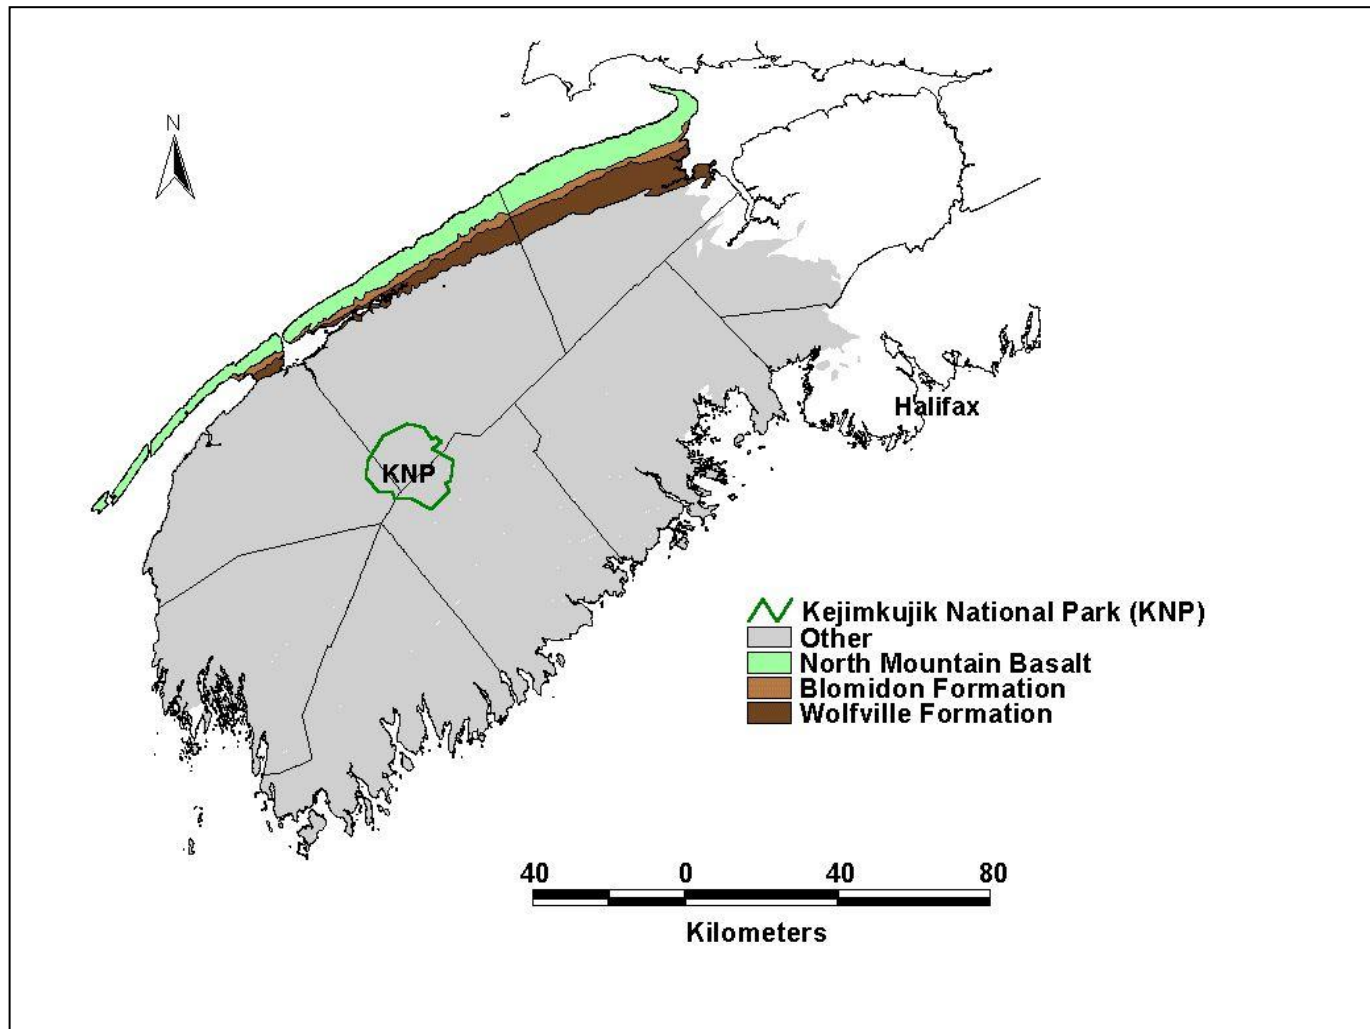 N
KNP
Halifax
Kejimkujik National Park (KNP)
Other
North Mountain Basalt
Blomidon Formation
Wolfville Formation
40 0 40 80
Kilometers